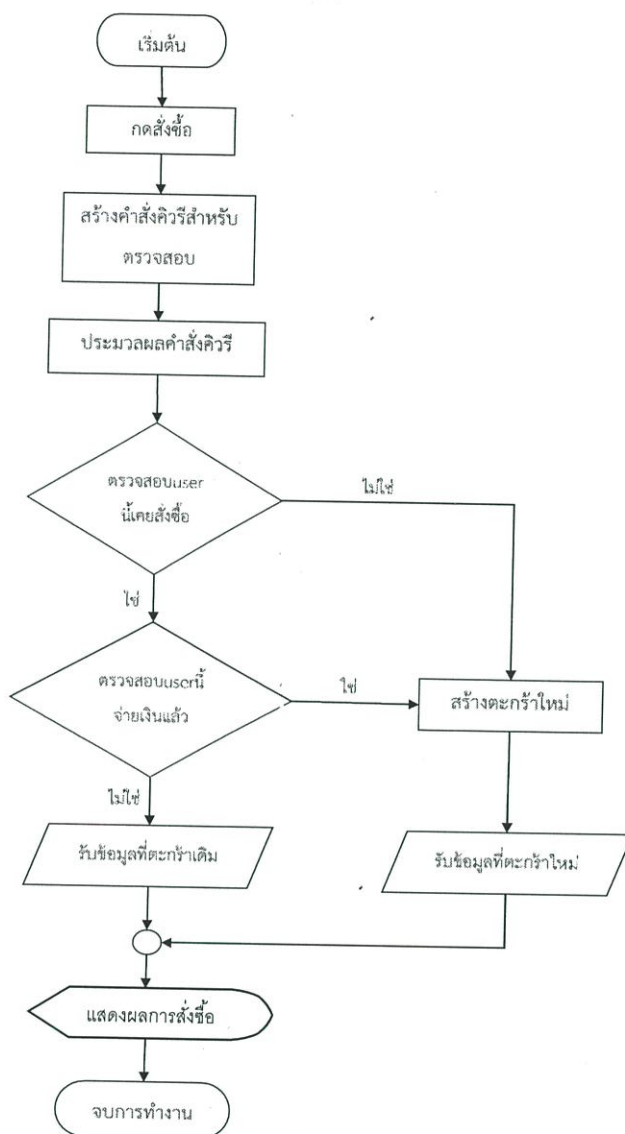 เริ่มต้น
กดสั่งซื้อ
สร้างคำสั่งคิวรีสำหรับ
ตรวจสอบ
ประมวลผลคำสั่งคิวรี
ตรวจสอบuser
นี้เคยสั่งซื้อ
ไม่ใช่
ใช่
ตรวจสอบuserนี้
จ่ายเงินแล้ว
ใช่
สร้างตะกร้าใหม่
ไม่ใช่
รับข้อมูลที่ตะกร้าเดิม
รับข้อมูลที่ตะกร้าใหม่
แสดงผลการสั่งซื้อ
จบการทำงาน